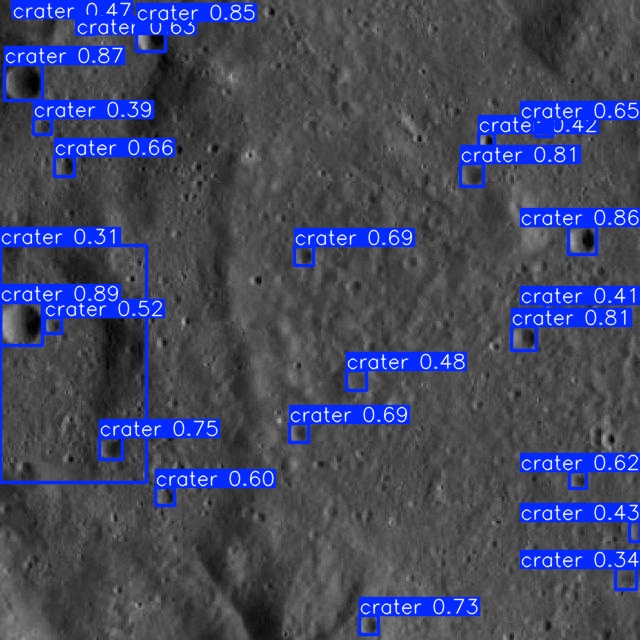 crater 0.47
crater 0.85
crater 0.63
crater 0.87
crater 0.39
crater 0.65
crater 0.42
crater 0.66
crater 0.81
crater 0.86
crater 0.31
crater 0.69
crater 0.89
crater 0.52
crater 0.41
crater 0.81
crater 0.48
crater 0.69
crater 0.75
crater 0.62
crater 0.60
crater 0.43
crater 0.34
crater 0.73